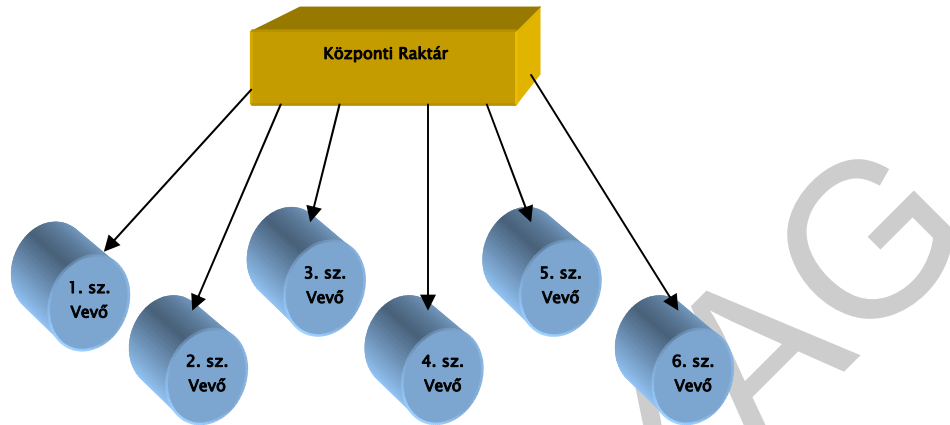 Központi Raktár
1. sz.
Vevő
2. sz.
Vevő
3. sz.
Vevő
4. sz.
Vevő
5. sz.
Vevő
6. sz.
Vevő